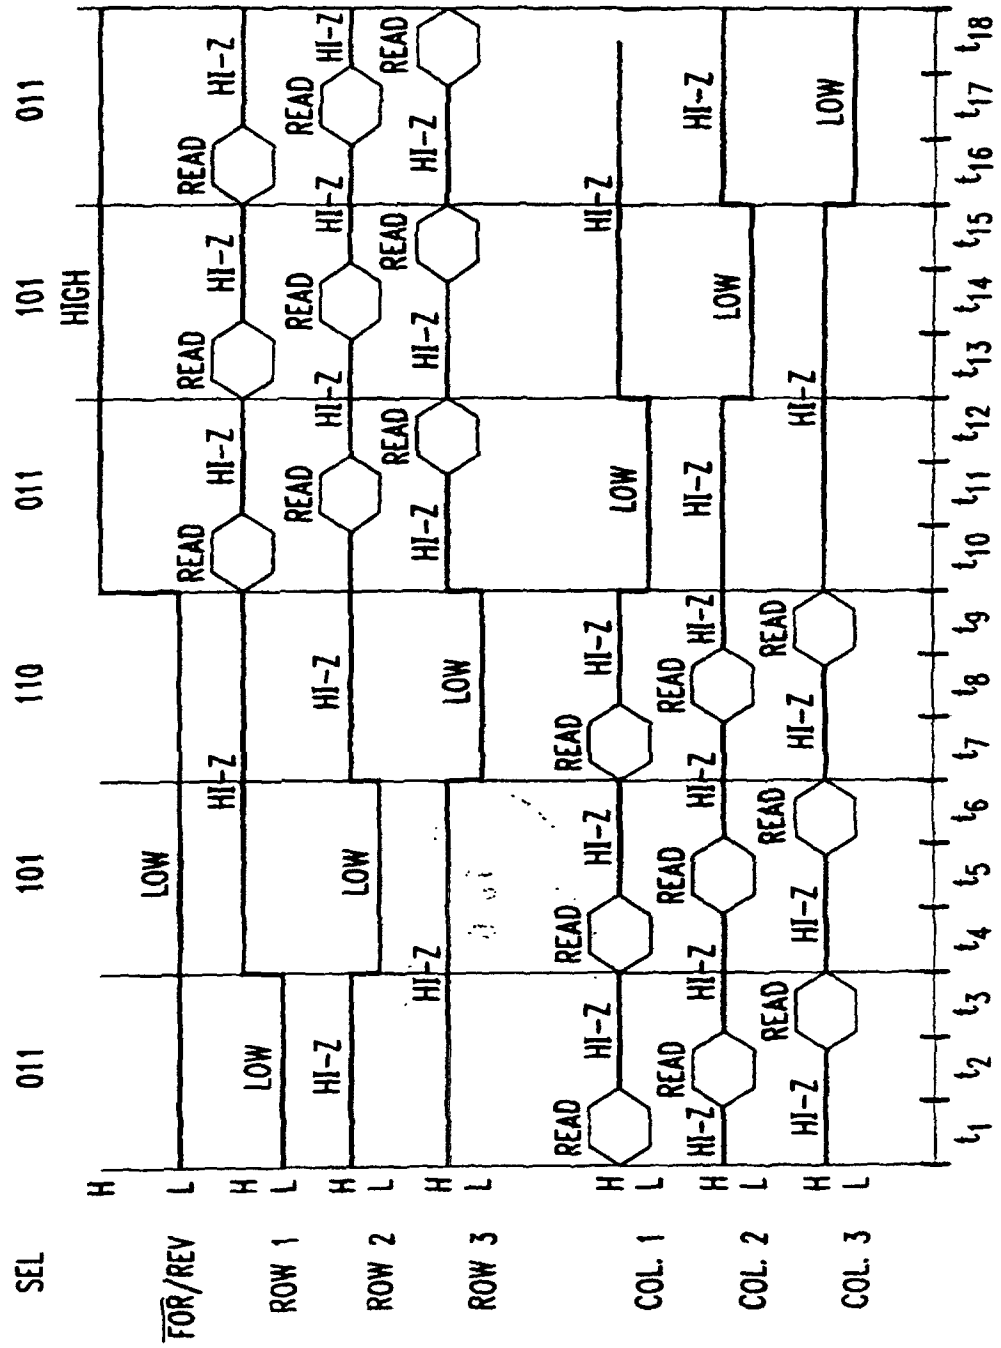 SEL 011 101 110 011 101 011
HIGH
H
LOW
F̅O̅R̅/REV L
READ READ READ
HI-Z HI-Z HI-Z HI-Z
H
LOW
ROW 1 L
READ READ READ
HI-Z HI-Z HI-Z HI-Z HI-Z
H LOW
ROW 2 L
READ READ READ
HI-Z HI-Z HI-Z HI-Z
H LOW
ROW 3 L
READ READ READ
HI-Z HI-Z HI-Z HI-Z
H LOW
COL. 1 L
READ READ READ
HI-Z HI-Z HI-Z HI-Z HI-Z HI-Z
H LOW
COL. 2 L
READ READ READ
HI-Z HI-Z HI-Z HI-Z
H LOW
COL. 3 L
t1 t2 t3 t4 t5 t6 t7 t8 t9 t10 t11 t12 t13 t14 t15 t16 t17 t18